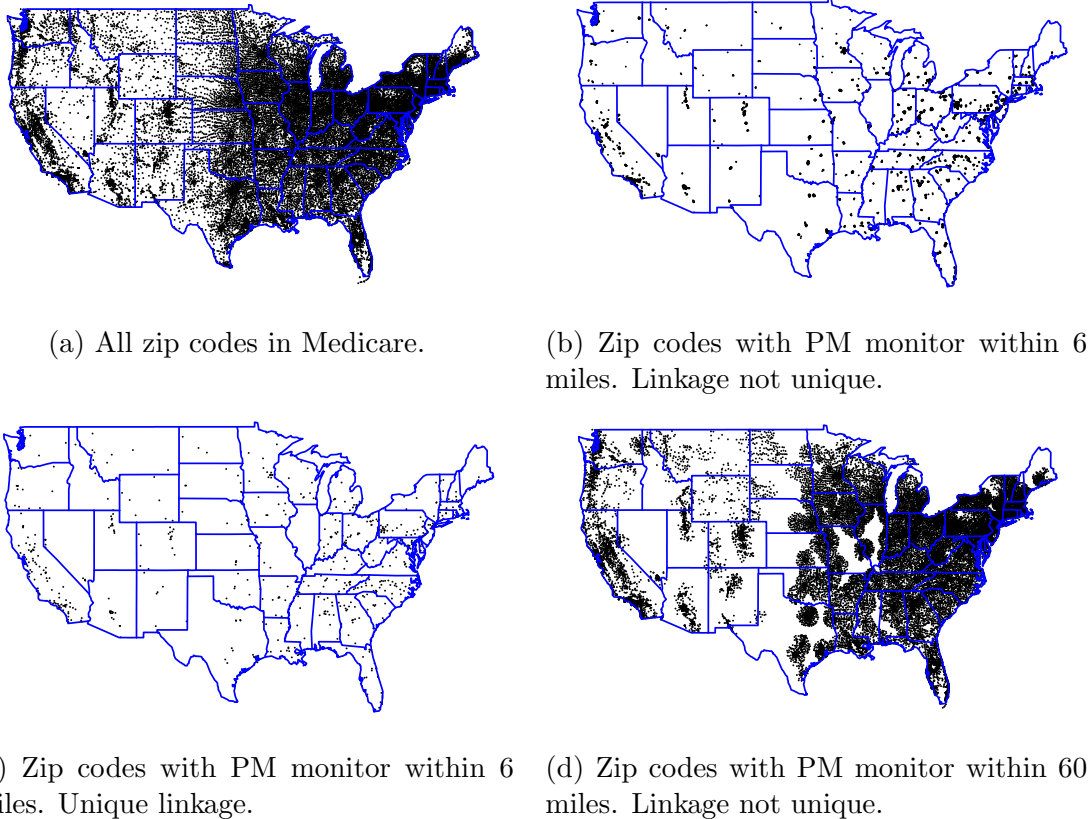 (a) All zip codes in Medicare.
(b) Zip codes with PM monitor within 6
miles. Linkage not unique.
) Zip codes with PM monitor within 6
iles. Unique linkage.
(d) Zip codes with PM monitor within 60
miles. Linkage not unique.